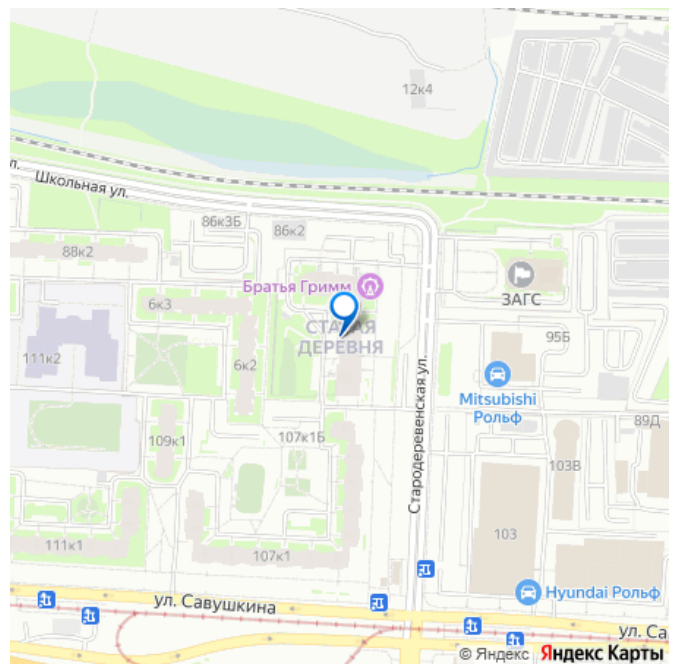 12к4
л.
Школьная ул.
86к3Б
86к2
88к2
Братья Гримм
ЗАГС
6к3
СТАРАЯ
ДЕРЕВНЯ
95Б
111к2
6к2
Стародеревенская ул.
Mitsubishi
Рольф
89Д
109к1
107к1Б
103В
103
111к1
107к1
Hyundai Рольф
ул. Савушкина
ул. Са
© Яндекс Яндекс Карты